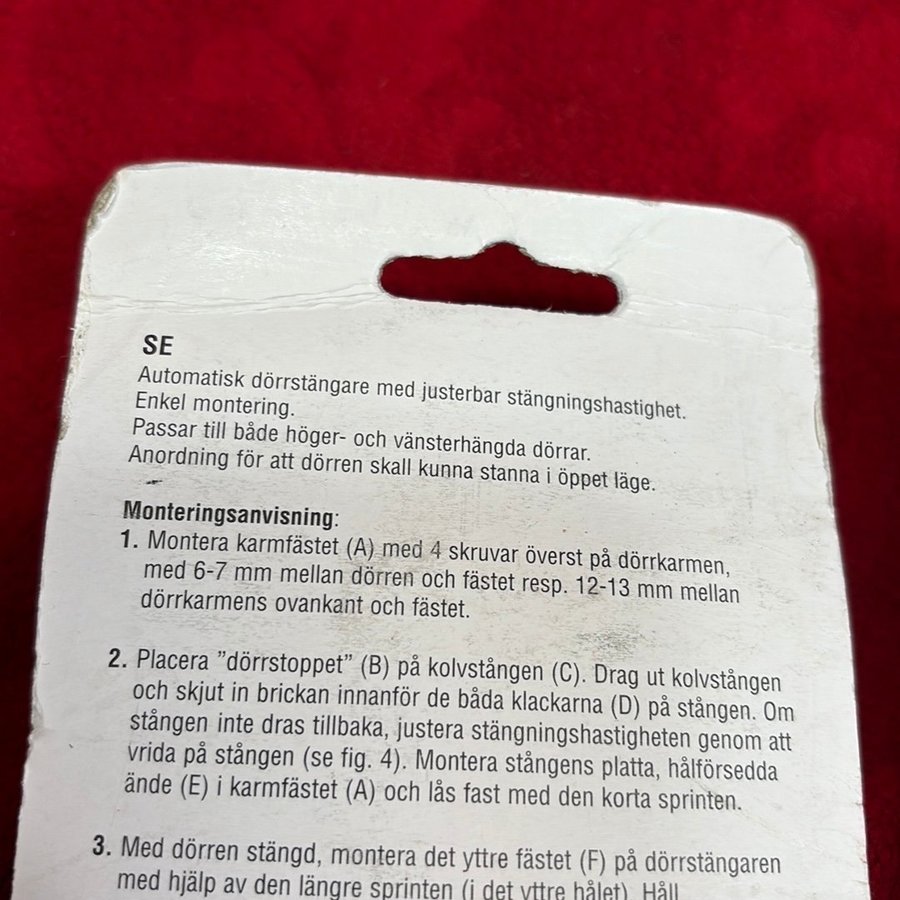 SE
Automatisk dörrstängare med justerbar stängningshastighet.
Enkel montering.
Passar till både höger- och vänsterhängda dörrar.
Anordning för att dörren skall kunna stanna i öppet läge.
Monteringsanvisning:
1. Montera karmfästet (A) med 4 skruvar överst på dörrkarmen,
med 6-7 mm mellan dörren och fästet resp. 12-13 mm mellan
dörrkarmens ovankant och fästet.
2. Placera ”dörrstoppet” (B) på kolvstången (C). Drag ut kolvstången
och skjut in brickan innanför de båda klackarna (D) på stången. Om
stången inte dras tillbaka, justera stängningshastigheten genom att
vrida på stången (se fig. 4). Montera stångens platta, hålförsedda
ände (E) i karmfästet (A) och lås fast med den korta sprinten.
3. Med dörren stängd, montera det yttre fästet (F) på dörrstängaren
med hjälp av den längre sprinten (i det yttre hålet). Håll